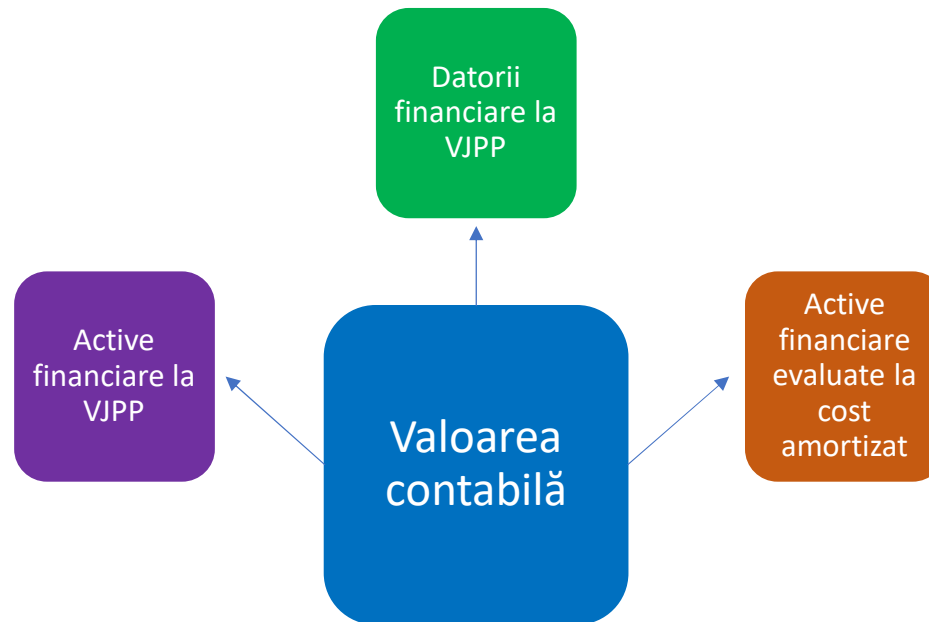 Datorii
financiare la
VJPP
Active
financiare la
VJPP
Valoarea
contabilă
Active
financiare
evaluate la
cost
amortizat